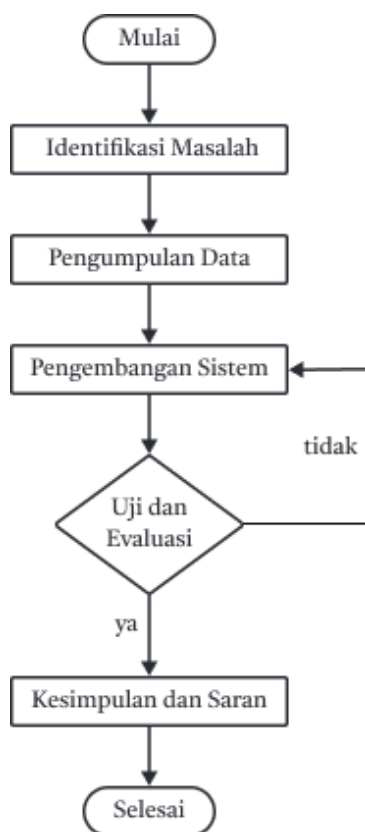 Mulai
Identifikasi Masalah
Pengumpulan Data
Pengembangan Sistem
tidak
Uji dan
Evaluasi
ya
Kesimpulan dan Saran
Selesai